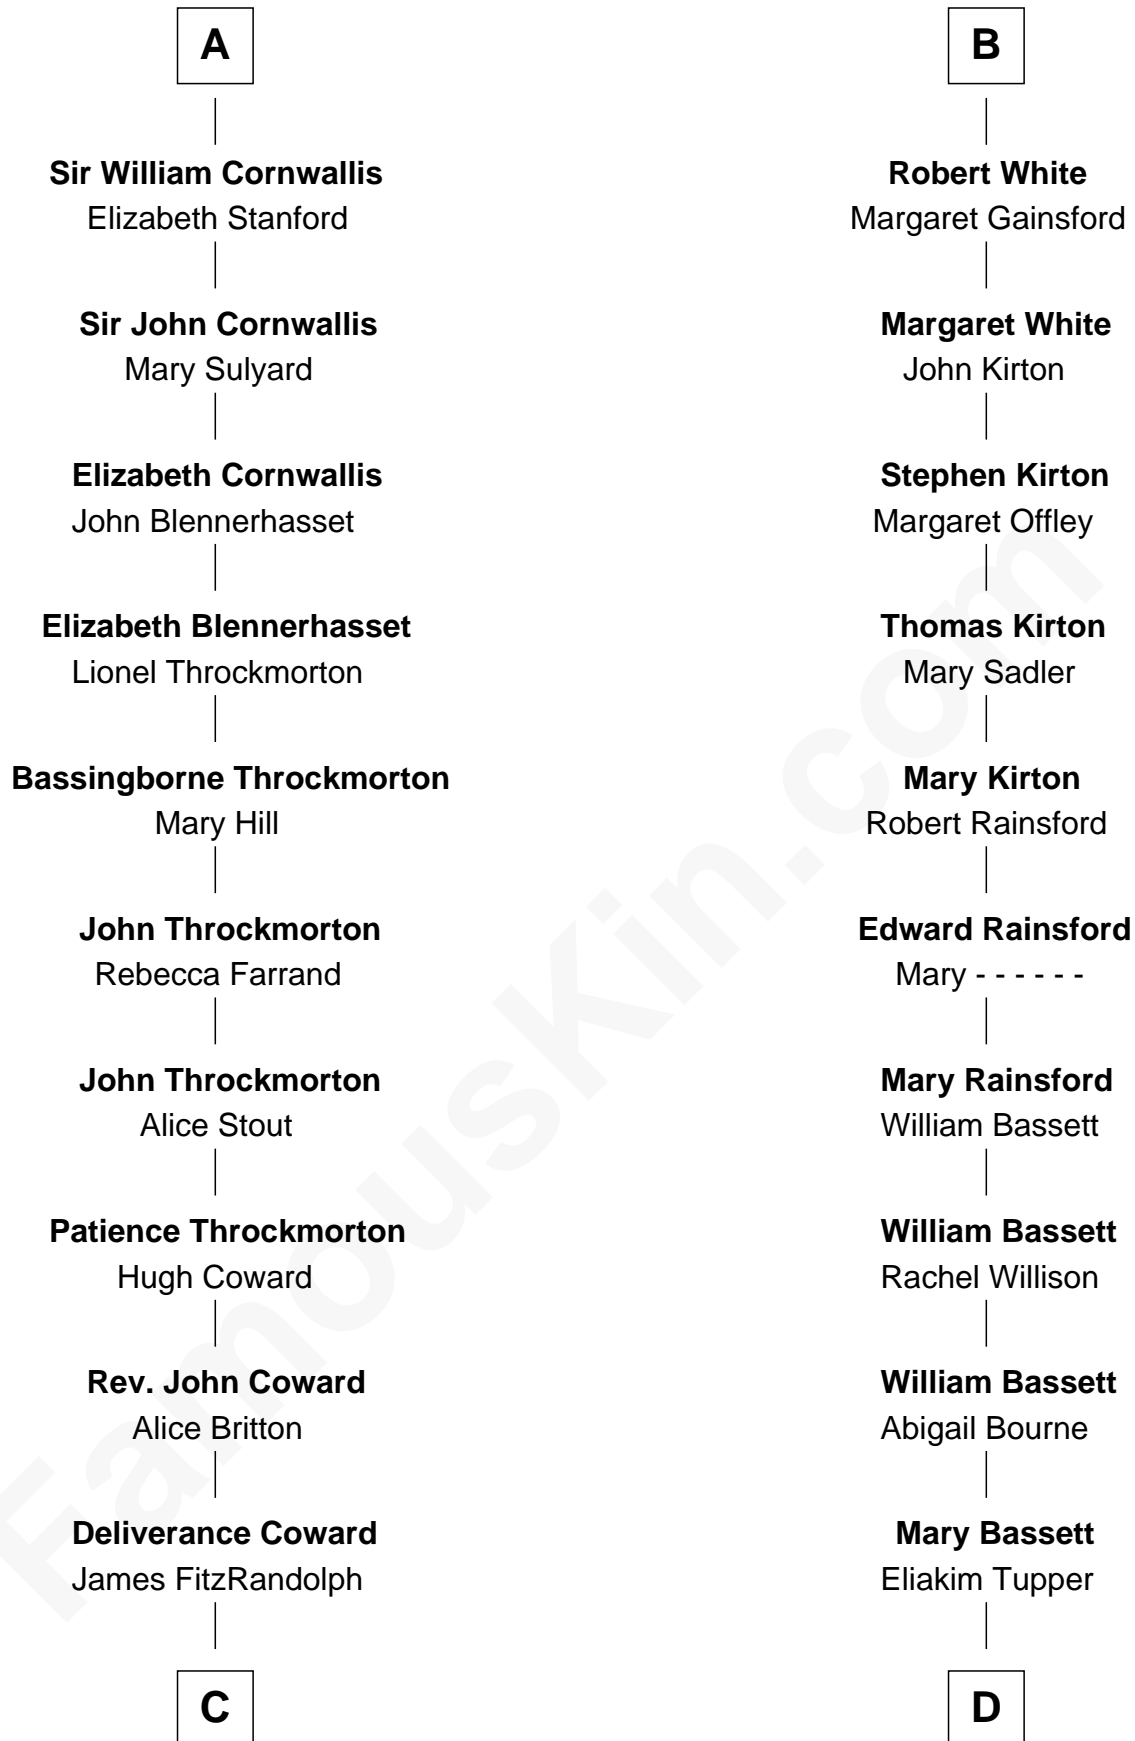 A
Sir William Cornwallis
Elizabeth Stanford
Sir John Cornwallis
Mary Sulyard
Elizabeth Cornwallis
John Blennerhasset
Elizabeth Blennerhasset
Lionel Throckmorton
Bassingborne Throckmorton
Mary Hill
John Throckmorton
Rebecca Farrand
John Throckmorton
Alice Stout
Patience Throckmorton
Hugh Coward
Rev. John Coward
Alice Britton
Deliverance Coward
James FitzRandolph
C
B
Robert White
Margaret Gainsford
Margaret White
John Kirton
Stephen Kirton
Margaret Offley
Thomas Kirton
Mary Sadler
Mary Kirton
Robert Rainsford
Edward Rainsford
Mary - - - - - -
Mary Rainsford
William Bassett
William Bassett
Rachel Willison
William Bassett
Abigail Bourne
Mary Bassett
Eliakim Tupper
D
FamousKin.com